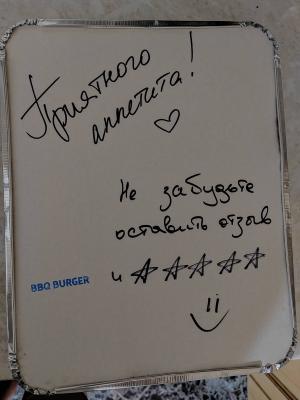 Приятного
аппетита!
Не забудьте
оставить отзыв
BBQ BURGER
и